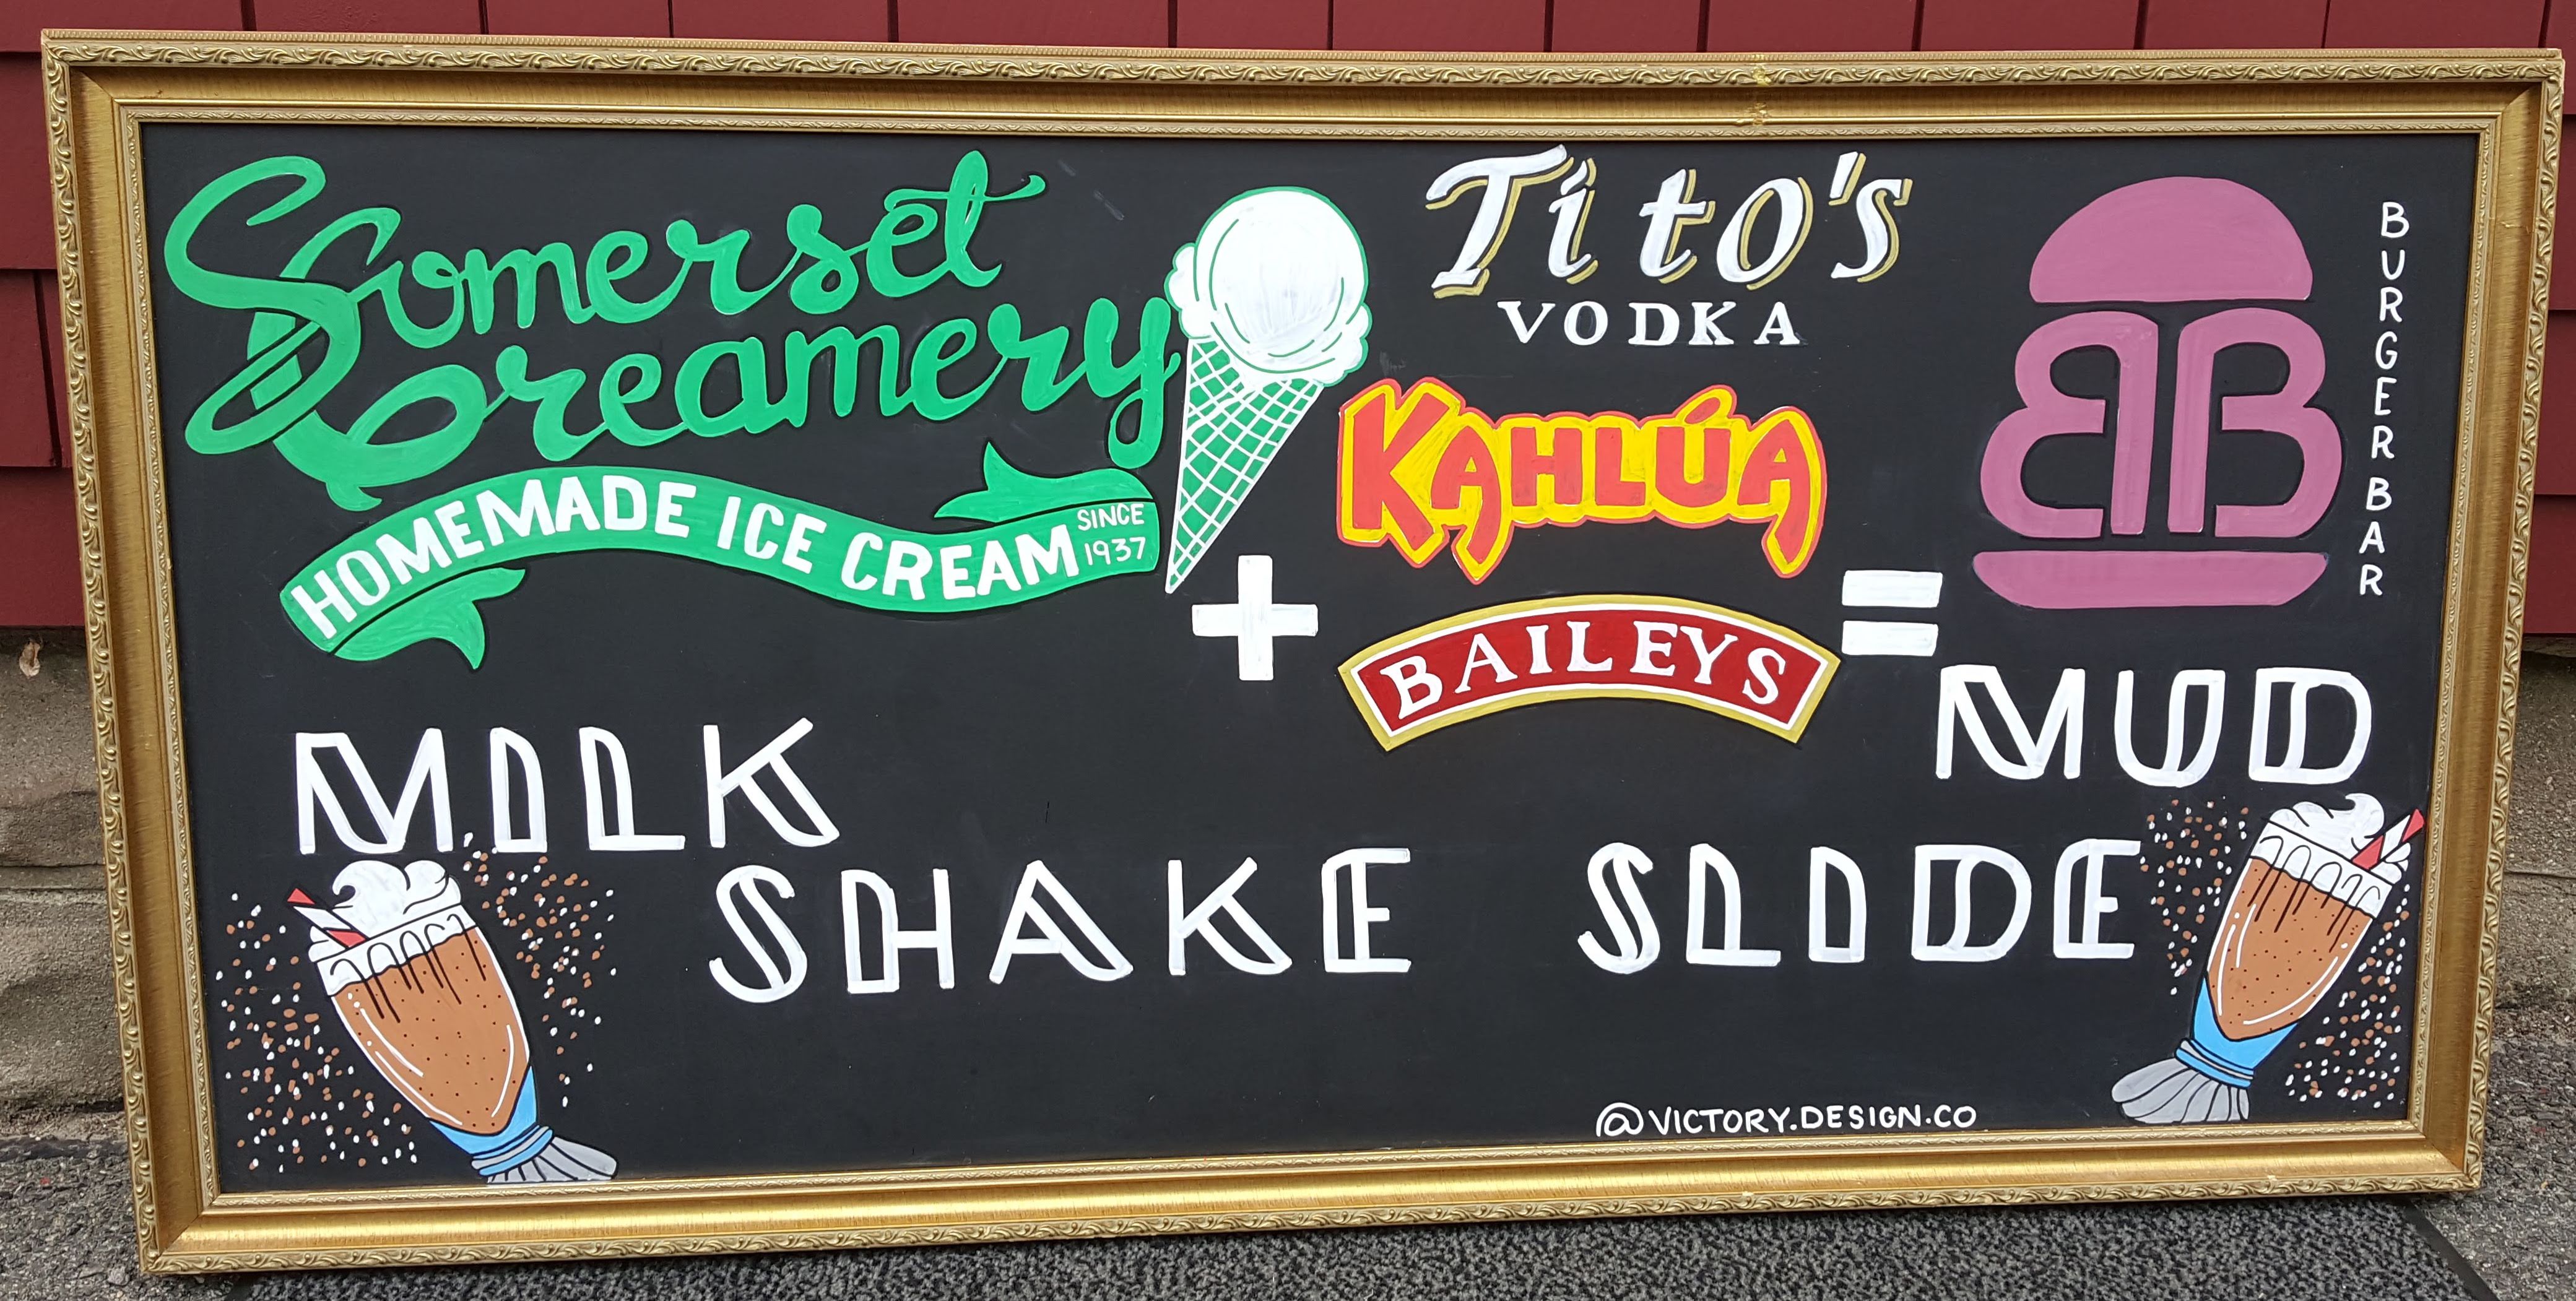 Somerset
Creamery
HOMEMADE ICE CREAM
SINCE
1937
+
Tito's
VODKA
KAHLÚA
BAILEYS
=
BB
BURGER BAR
MILK
SHAKE
MUD
SLIDE
@VICTORY.DESIGN.CO